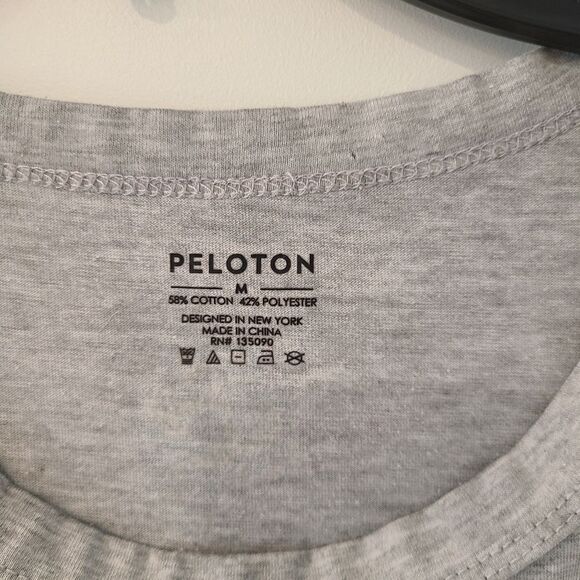 PELOTON
M
58% COTTON 42% POLYESTER
DESIGNED IN NEW YORK
MADE IN CHINA
RN# 135090